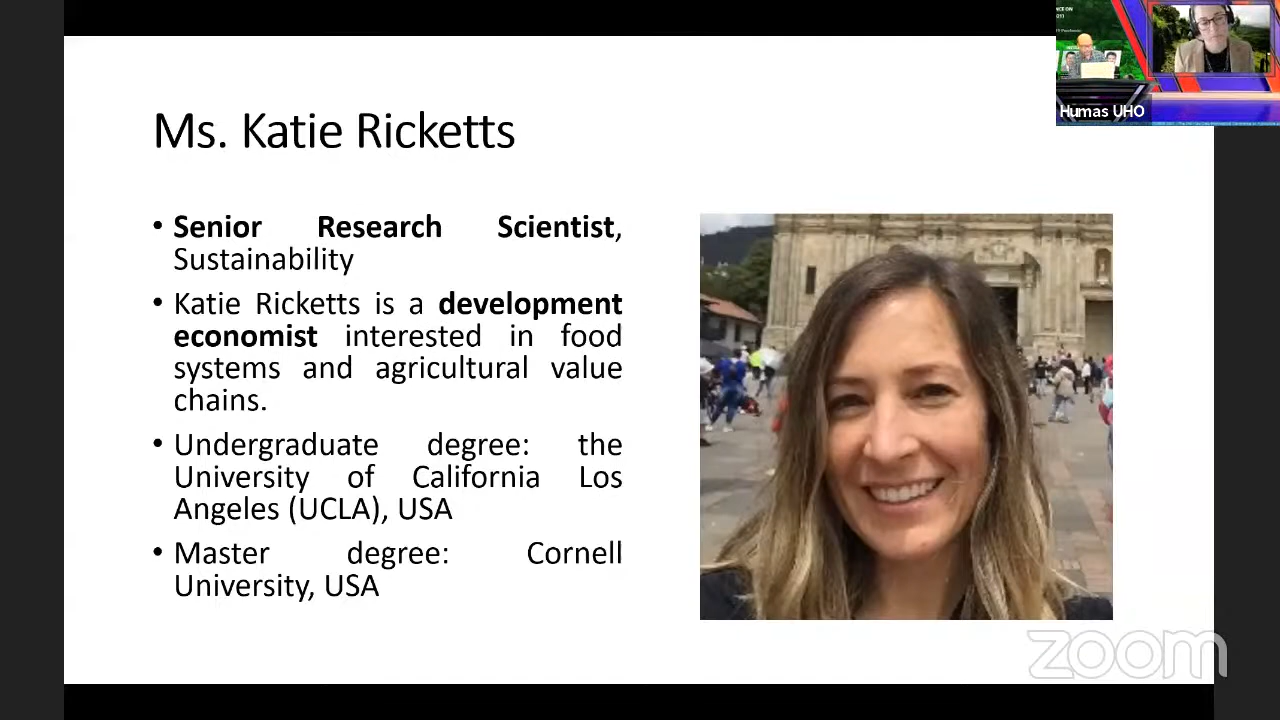 Ms. Katie Ricketts
• Senior Research Scientist,
Sustainability
• Katie Ricketts is a development
economist interested in food
systems and agricultural value
chains.
• Undergraduate degree: the
University of California Los
Angeles (UCLA), USA
• Master degree: Cornell
University, USA
Humas UHO
zoom